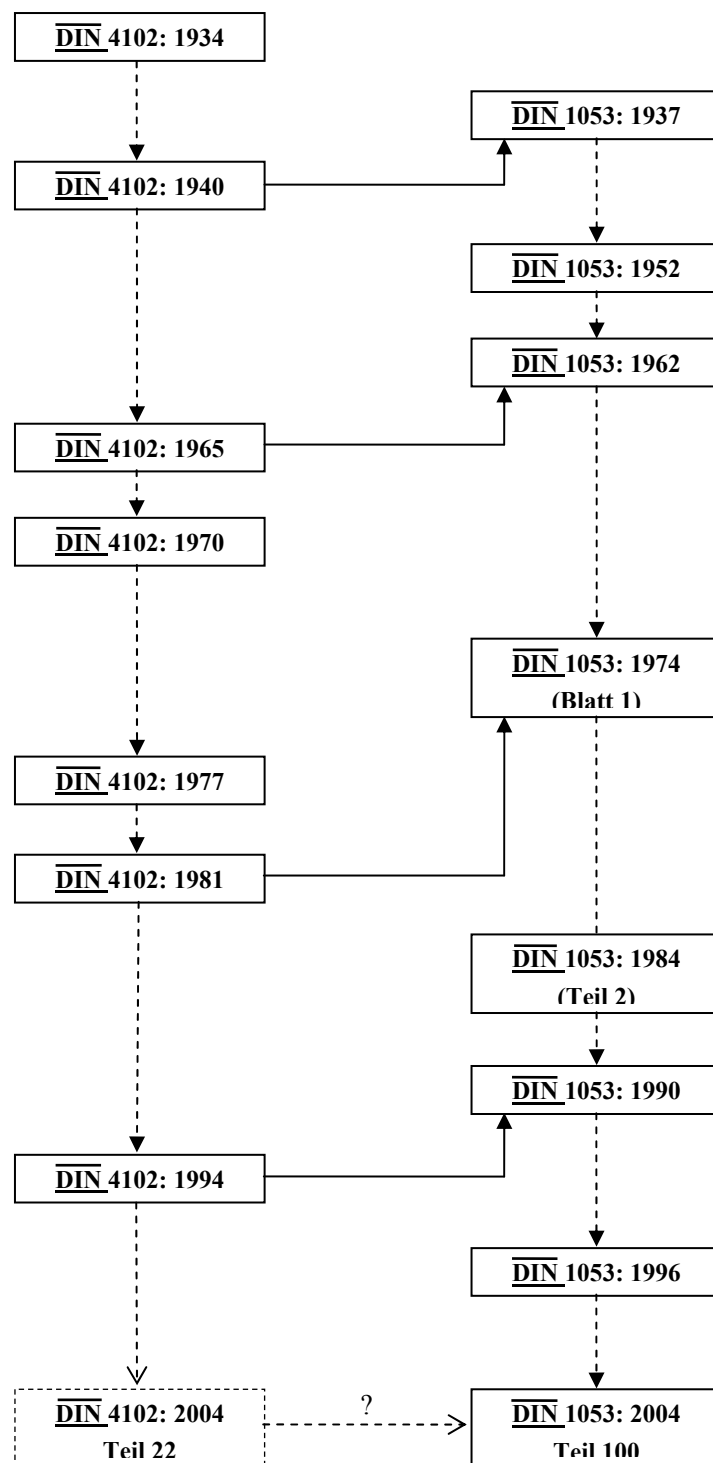 DIN 4102: 1934
DIN 1053: 1937
DIN 4102: 1940
DIN 1053: 1952
DIN 1053: 1962
DIN 4102: 1965
DIN 4102: 1970
DIN 1053: 1974
(Blatt 1)
DIN 4102: 1977
DIN 4102: 1981
DIN 1053: 1984
(Teil 2)
DIN 1053: 1990
DIN 4102: 1994
DIN 1053: 1996
?
DIN 4102: 2004
Teil 22
DIN 1053: 2004
Teil 100